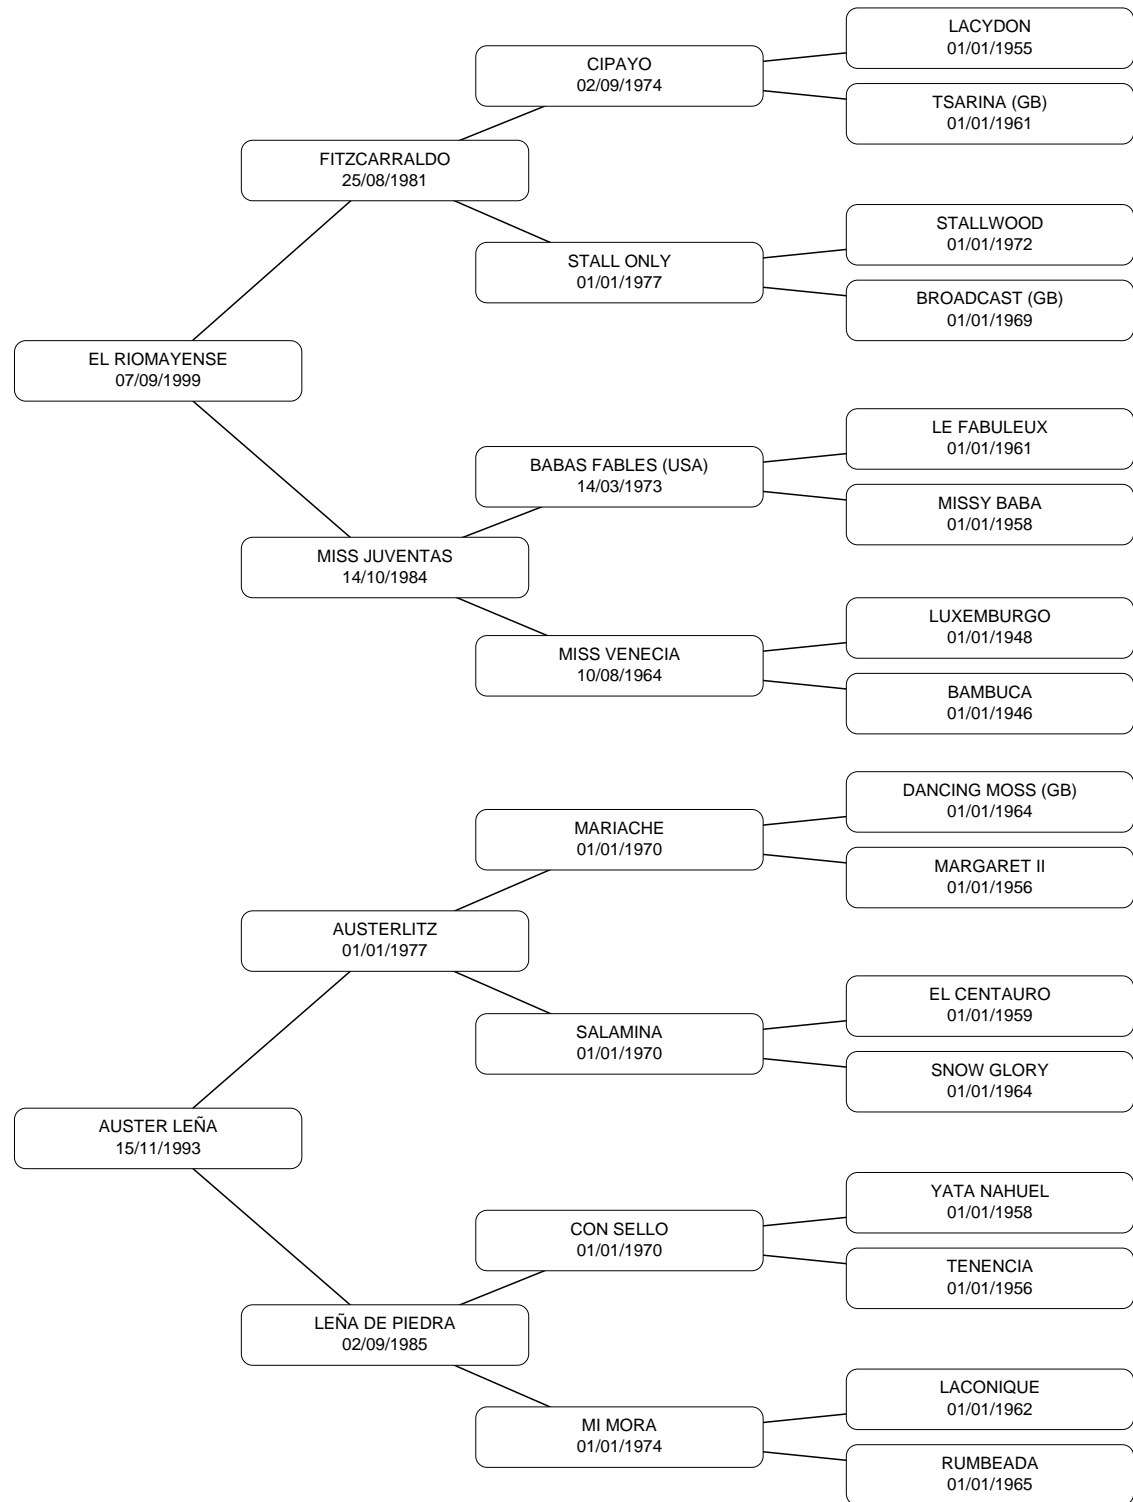 LACYDON
01/01/1955
CIPAYO
02/09/1974
TSARINA (GB)
01/01/1961
FITZCARRALDO
25/08/1981
STALLWOOD
01/01/1972
STALL ONLY
01/01/1977
BROADCAST (GB)
01/01/1969
EL RIOMAYENSE
07/09/1999
LE FABULEUX
01/01/1961
BABAS FABLES (USA)
14/03/1973
MISSY BABA
01/01/1958
MISS JUVENTAS
14/10/1984
LUXEMBURGO
01/01/1948
MISS VENECIA
10/08/1964
BAMBUCA
01/01/1946
DANCING MOSS (GB)
01/01/1964
MARIACHE
01/01/1970
MARGARET II
01/01/1956
AUSTERLITZ
01/01/1977
EL CENTAURO
01/01/1959
SALAMINA
01/01/1970
SNOW GLORY
01/01/1964
AUSTER LEÑA
15/11/1993
YATA NAHUEL
01/01/1958
CON SELLO
01/01/1970
TENENCIA
01/01/1956
LEÑA DE PIEDRA
02/09/1985
LACONIQUE
01/01/1962
MI MORA
01/01/1974
RUMBEADA
01/01/1965